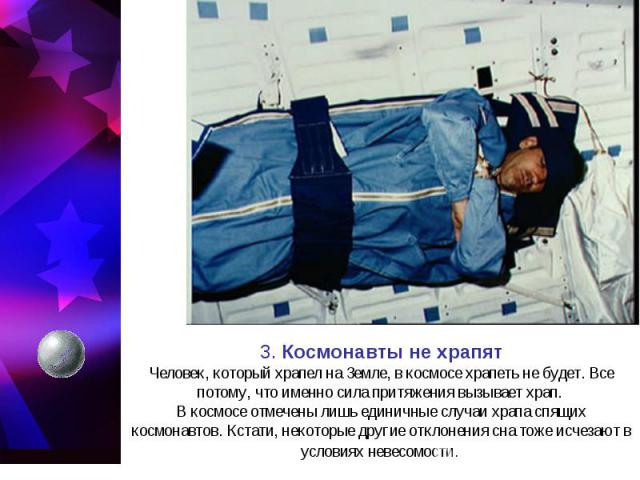 3. Космонавты не храпят
Человек, который храпел на Земле, в космосе храпеть не будет. Все
потому, что именно сила притяжения вызывает храп.
В космосе отмечены лишь единичные случаи храпа спящих
космонавтов. Кстати, некоторые другие отклонения сна тоже исчезают в
условиях невесомости.